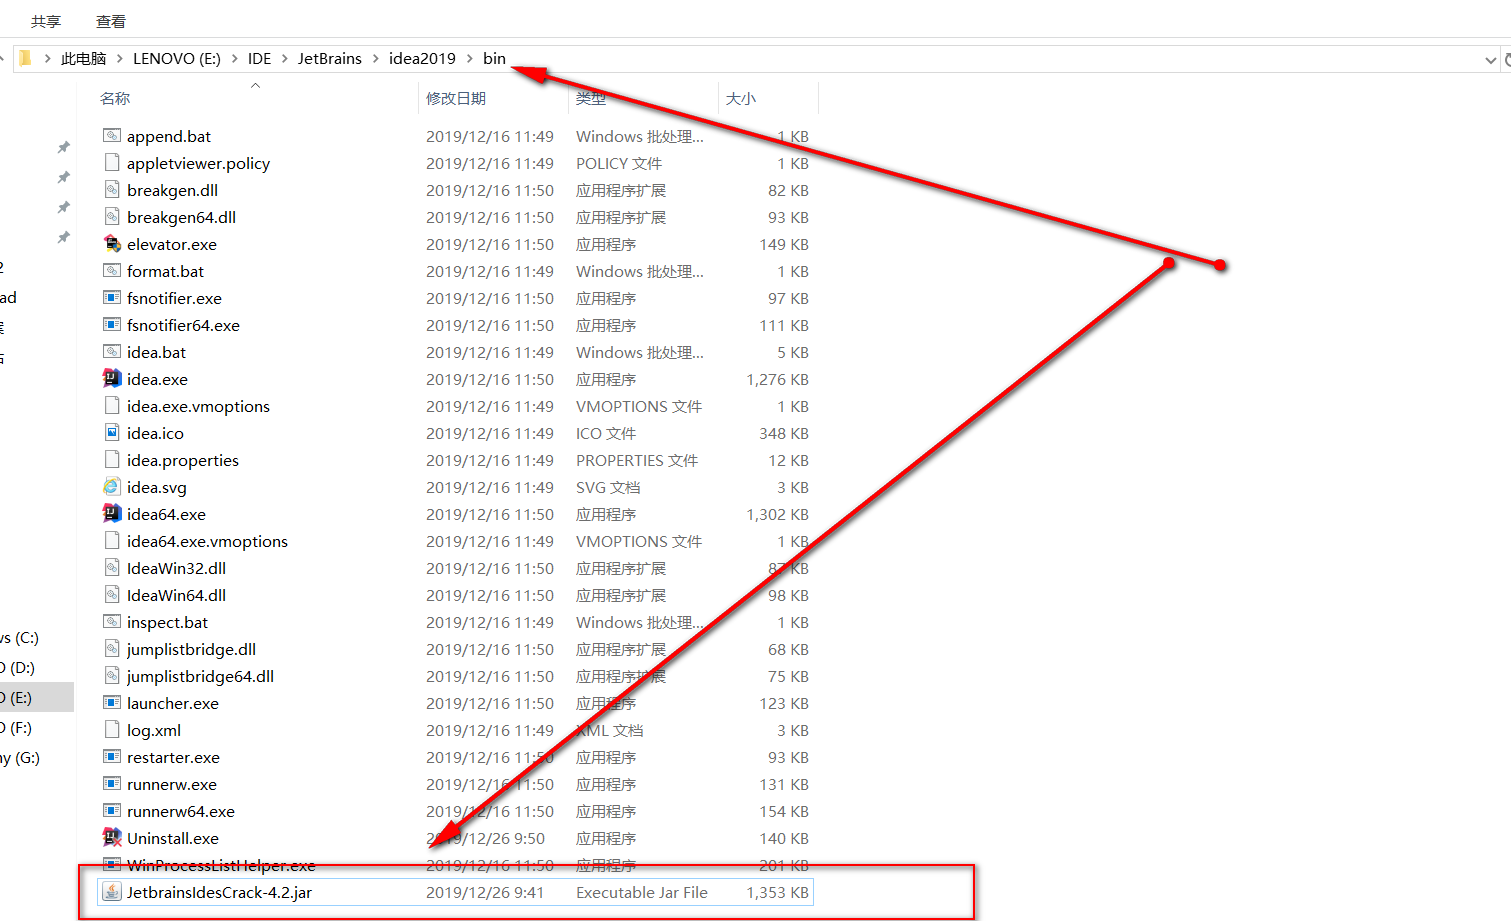 共享 查看
此电脑 LENOVO (E:) IDE JetBrains idea2019 bin
名称 修改日期 类型 大小
append.bat 2019/12/16 11:49 Windows 批处理... 1 KB
appletviewer.policy 2019/12/16 11:49 POLICY 文件 1 KB
breakgen.dll 2019/12/16 11:50 应用程序扩展 82 KB
breakgen64.dll 2019/12/16 11:50 应用程序扩展 93 KB
elevator.exe 2019/12/16 11:50 应用程序 149 KB
format.bat 2019/12/16 11:49 Windows 批处理... 1 KB
ad fsnotifier.exe 2019/12/16 11:50 应用程序 97 KB
fsnotifier64.exe 2019/12/16 11:50 应用程序 111 KB
idea.bat 2019/12/16 11:49 Windows 批处理... 5 KB
idea.exe 2019/12/16 11:50 应用程序 1,276 KB
idea.exe.vmoptions 2019/12/16 11:49 VMOPTIONS 文件 1 KB
idea.ico 2019/12/16 11:49 ICO 文件 348 KB
idea.properties 2019/12/16 11:49 PROPERTIES 文件 12 KB
idea.svg 2019/12/16 11:49 SVG 文档 3 KB
idea64.exe 2019/12/16 11:50 应用程序 1,302 KB
idea64.exe.vmoptions 2019/12/16 11:49 VMOPTIONS 文件 1 KB
IdeaWin32.dll 2019/12/16 11:50 应用程序扩展 87 KB
IdeaWin64.dll 2019/12/16 11:50 应用程序扩展 98 KB
inspect.bat 2019/12/16 11:49 Windows 批处理... 1 KB
vs (C:) jumplistbridge.dll 2019/12/16 11:50 应用程序扩展 68 KB
(D:) jumplistbridge64.dll 2019/12/16 11:50 应用程序扩展 75 KB
(E:) launcher.exe 2019/12/16 11:50 应用程序 123 KB
(F:) log.xml 2019/12/16 11:49 XML 文档 3 KB
ny (G:) restarter.exe 2019/12/16 11:50 应用程序 93 KB
runnerw.exe 2019/12/16 11:50 应用程序 131 KB
runnerw64.exe 2019/12/16 11:50 应用程序 154 KB
Uninstall.exe 2019/12/26 9:50 应用程序 140 KB
WinProcessListHelper.exe 2019/12/16 11:50 应用程序 201 KB
JetbrainsIdesCrack-4.2.jar 2019/12/26 9:41 Executable Jar File 1,353 KB